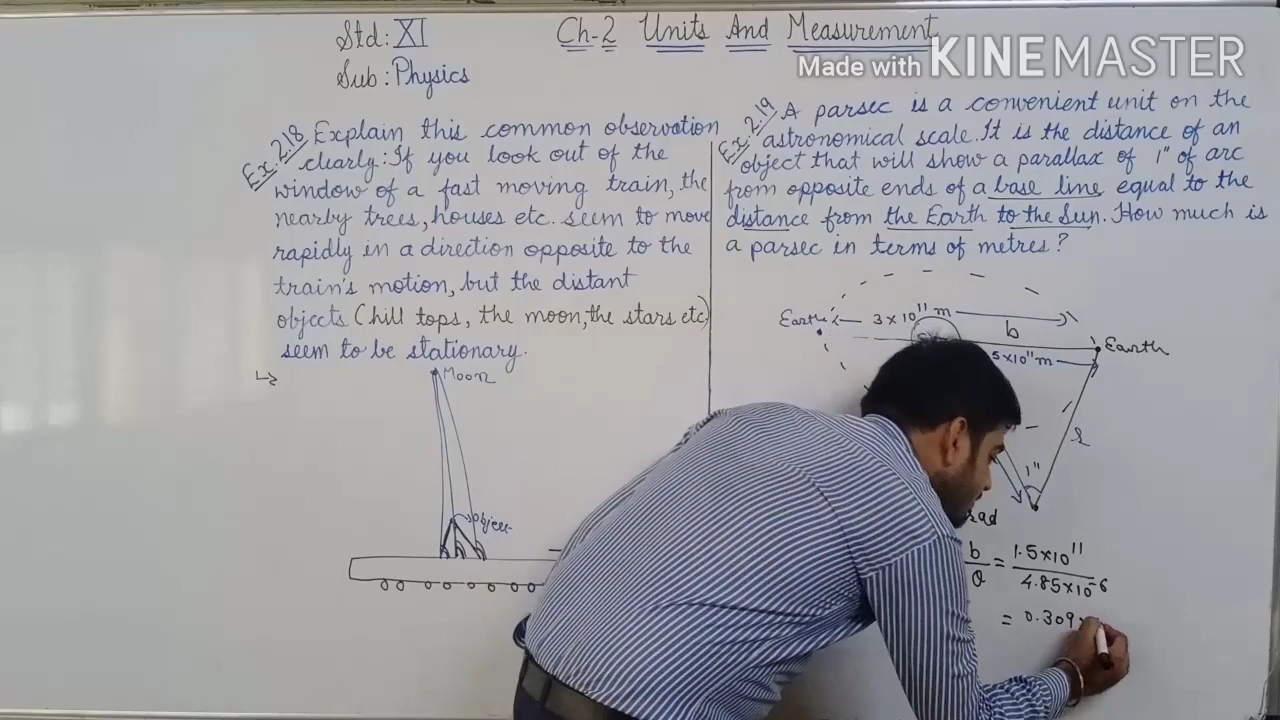 Std: XI
Sub: Physics
Ch-2 Units And Measurement
Made with KINEMASTER
Ex. 2.18 Explain this common observation
clearly: If you look out of the
window of a fast moving train, the
nearby trees, houses etc. seem to move
rapidly in a direction opposite to the
train's motion, but the distant
objects (hill tops, the moon, the stars etc)
seem to be stationary.
Moon
Object
Ex. 2.19 A parsec is a convenient unit on the
astronomical scale. It is the distance of an
object that will show a parallax of 1" of arc
from opposite ends of a base line equal to the
distance from the Earth to the Sun. How much is
a parsec in terms of metres?
Earth
3 × 10¹¹ m
b
Earth
5×10¹¹ m
r
1"
rad
b/θ = 1.5×10¹¹/4.85×10⁻⁶
= 0.309